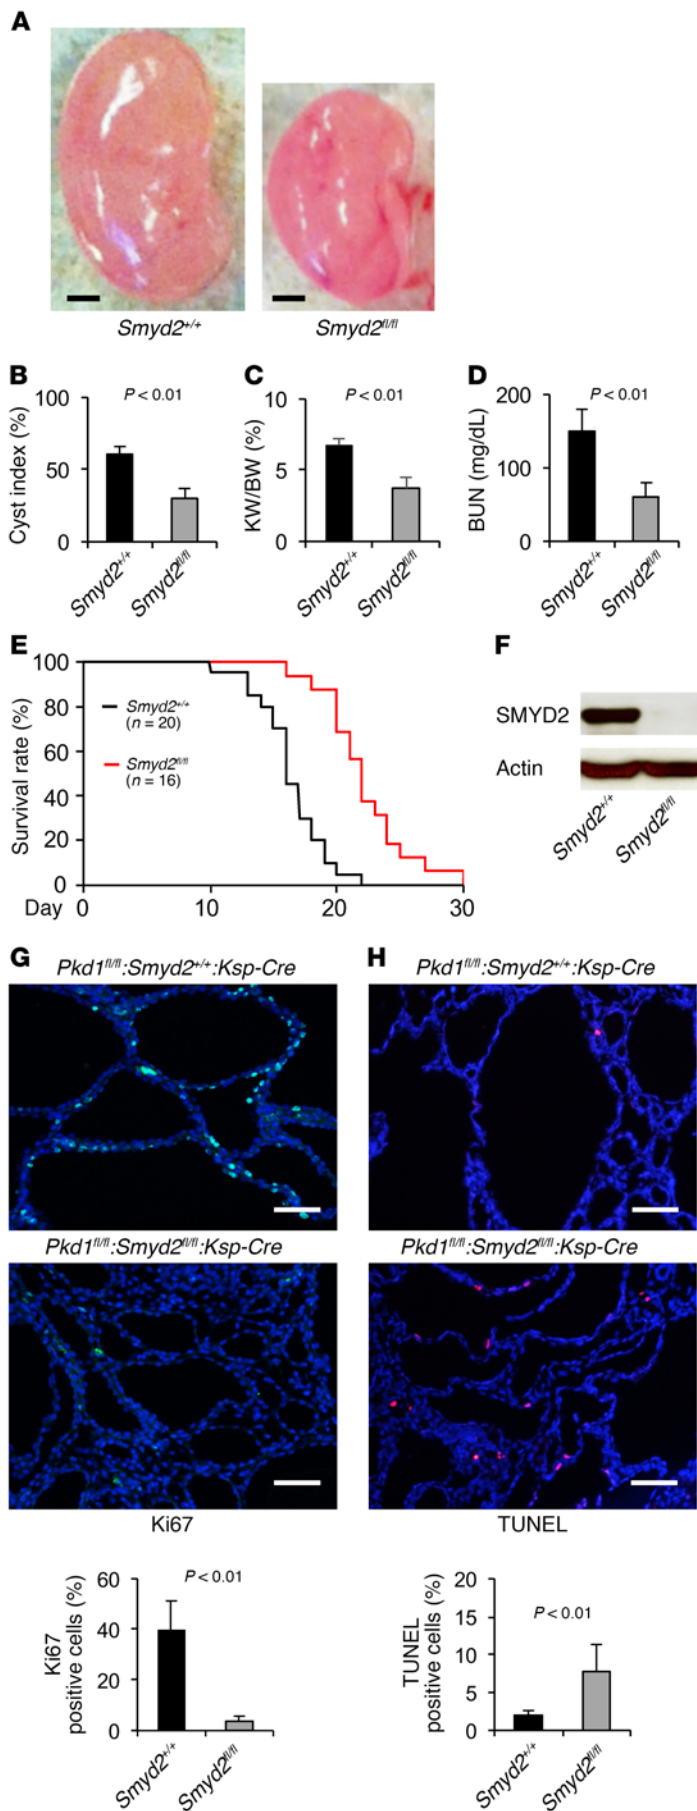 A
Smyd2+/+
Smyd2fl/fl
B
P < 0.01
Cyst index (%)
100
50
0
Smyd2+/+
Smyd2fl/fl
C
P < 0.01
KW/BW (%)
10
5
0
Smyd2+/+
Smyd2fl/fl
D
P < 0.01
BUN (mg/dL)
200
100
0
Smyd2+/+
Smyd2fl/fl
E
Survival rate (%)
100
80
60
40
20
0
Smyd2+/+
(n = 20)
Smyd2fl/fl
(n = 16)
Day
0
10
20
30
F
SMYD2
Actin
Smyd2+/+
Smyd2fl/fl
G
Pkd1fl/fl:Smyd2+/+:Ksp-Cre
Pkd1fl/fl:Smyd2fl/fl:Ksp-Cre
Ki67
Ki67
positive cells (%)
60
40
20
0
P < 0.01
Smyd2+/+
Smyd2fl/fl
H
Pkd1fl/fl:Smyd2+/+:Ksp-Cre
Pkd1fl/fl:Smyd2fl/fl:Ksp-Cre
TUNEL
TUNEL
positive cells (%)
20
15
10
5
0
P < 0.01
Smyd2+/+
Smyd2fl/fl